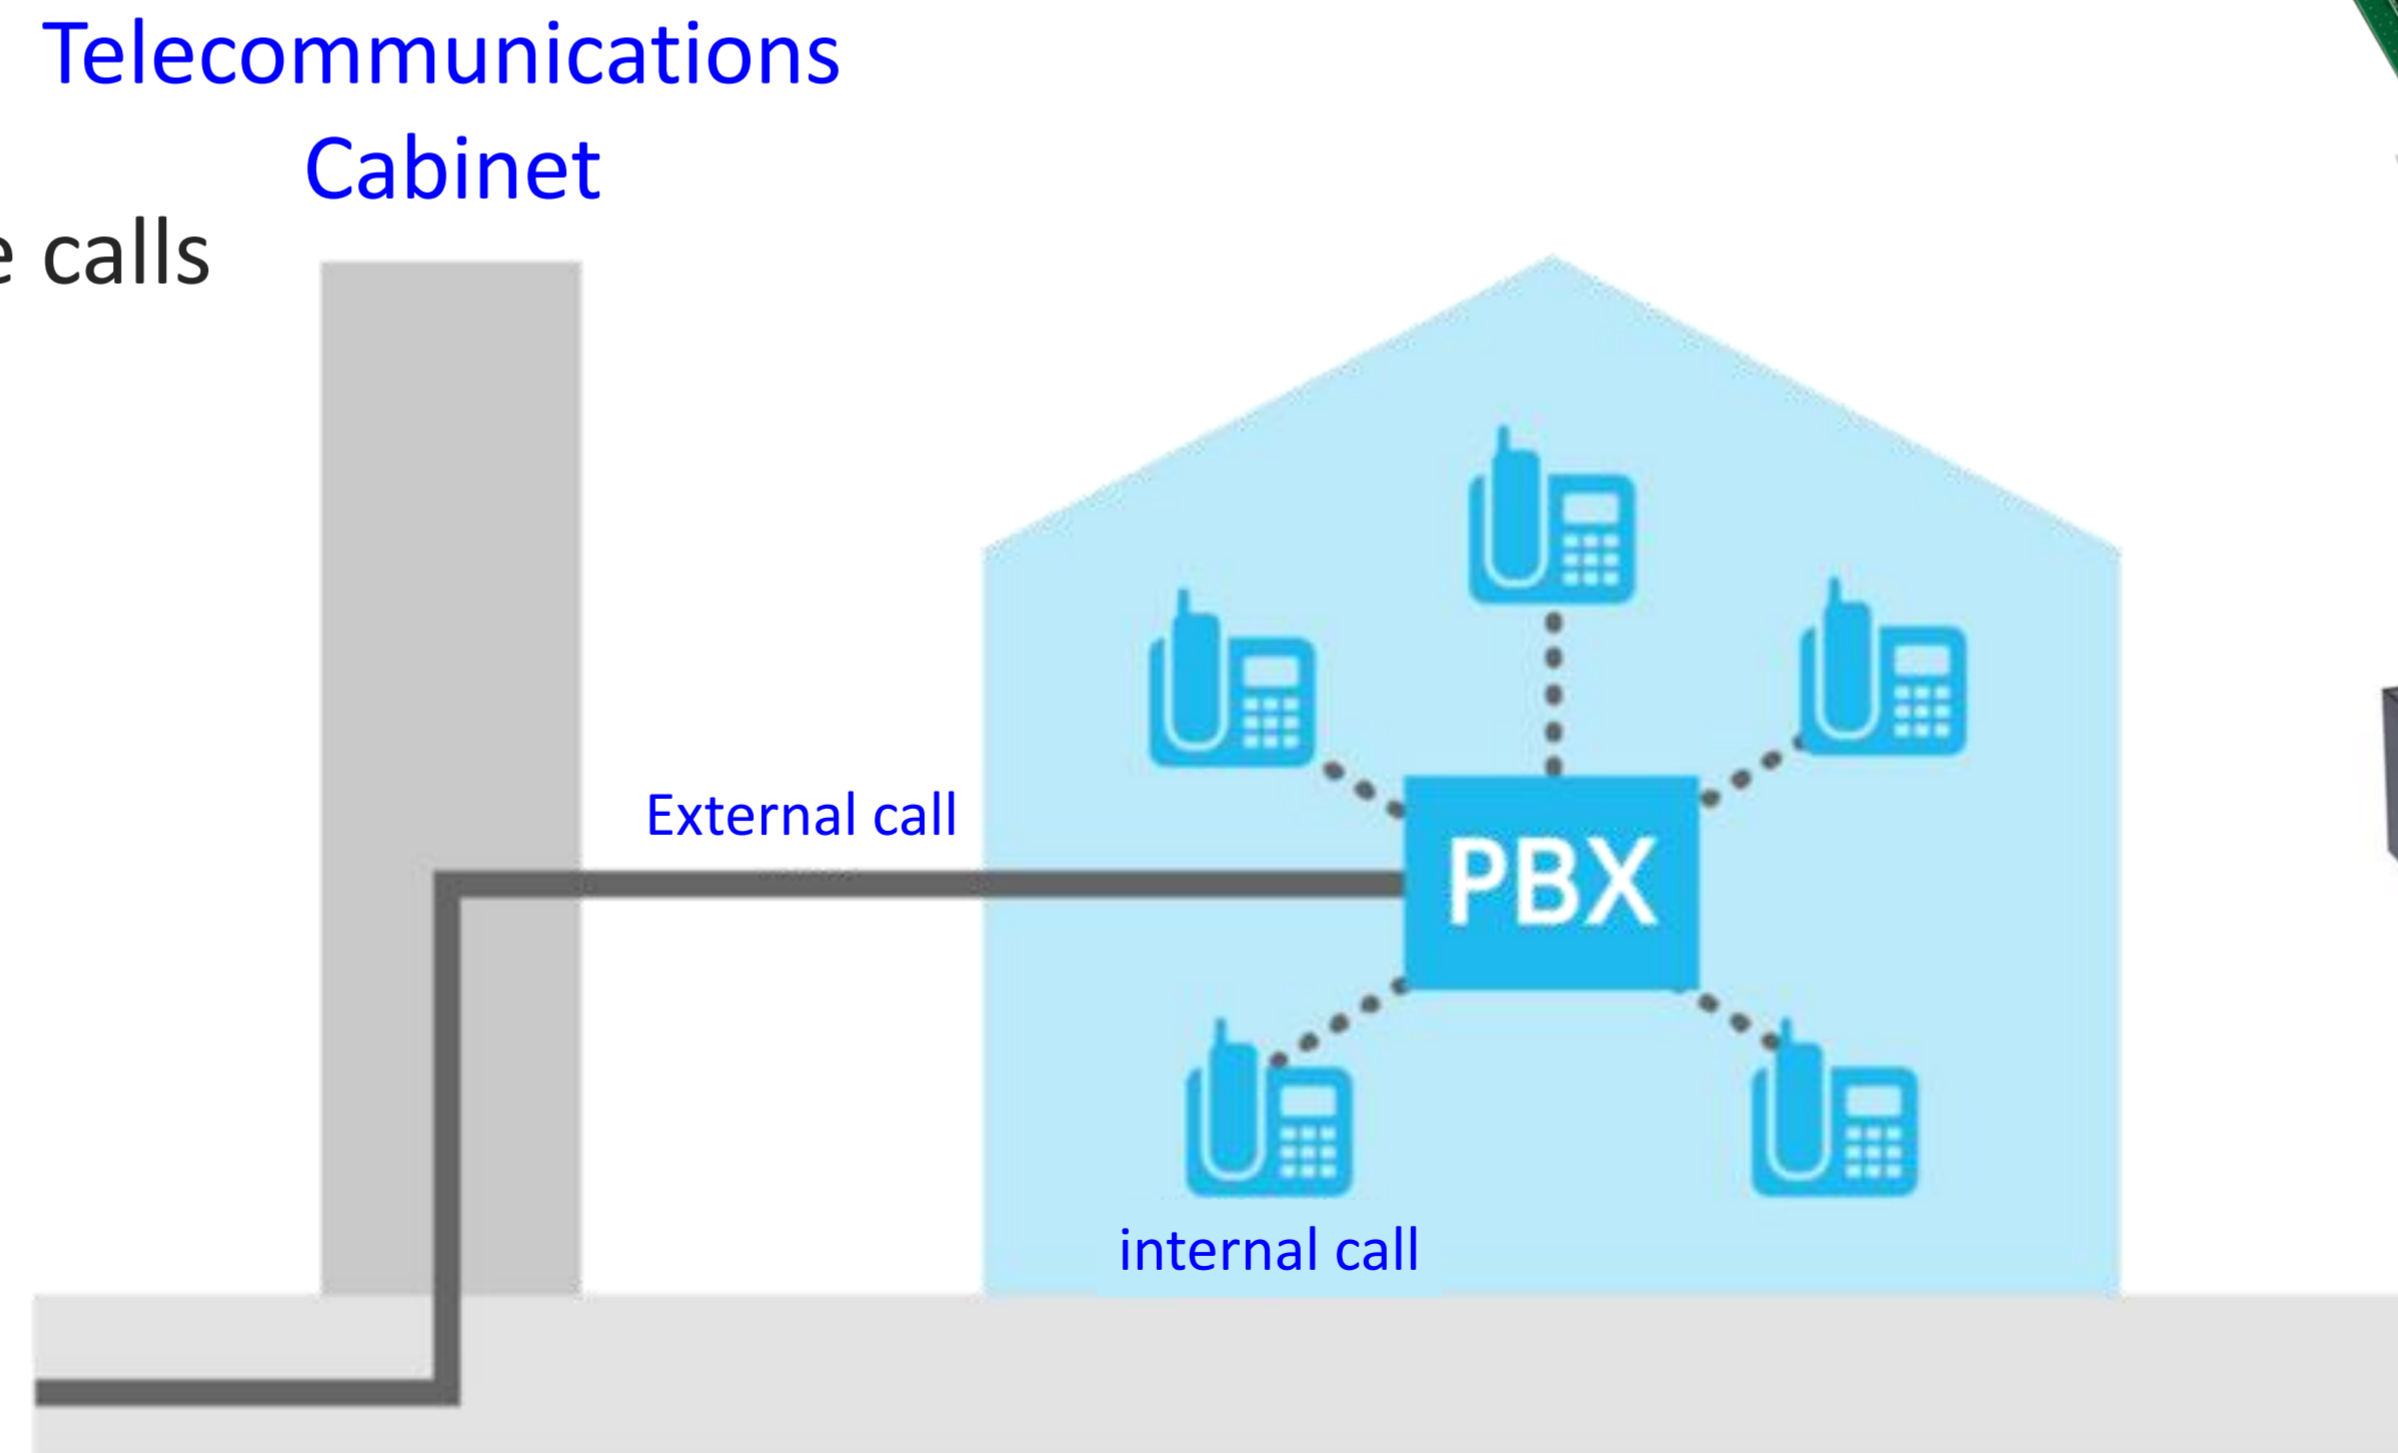 Telecommunications
Cabinet
e calls
External call
PBX
internal call